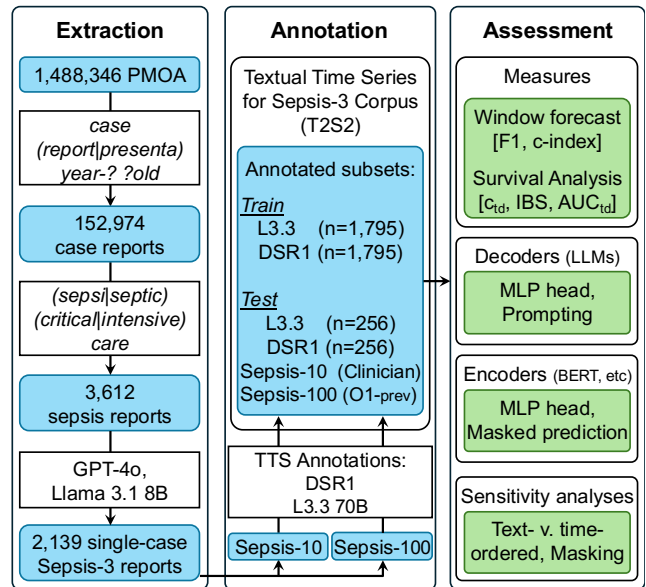 Extraction
1,488,346 PMOA
case
(report|presenta)
year-? ?old
152,974
case reports
(sepsi|septic)
(critical|intensive)
care
3,612
sepsis reports
GPT-4o,
Llama 3.1 8B
2,139 single-case
Sepsis-3 reports
Annotation
Textual Time Series
for Sepsis-3 Corpus
(T2S2)
Annotated subsets:
Train
L3.3 (n=1,795)
DSR1 (n=1,795)
Test
L3.3 (n=256)
DSR1 (n=256)
Sepsis-10 (Clinician)
Sepsis-100 (O1-prev)
TTS Annotations:
DSR1
L3.3 70B
Sepsis-10
Sepsis-100
Assessment
Measures
Window forecast
[F1, c-index]
Survival Analysis
[ctd, IBS, AUCtd]
Decoders (LLMs)
MLP head,
Prompting
Encoders (BERT, etc)
MLP head,
Masked prediction
Sensitivity analyses
Text- v. time-
ordered, Masking